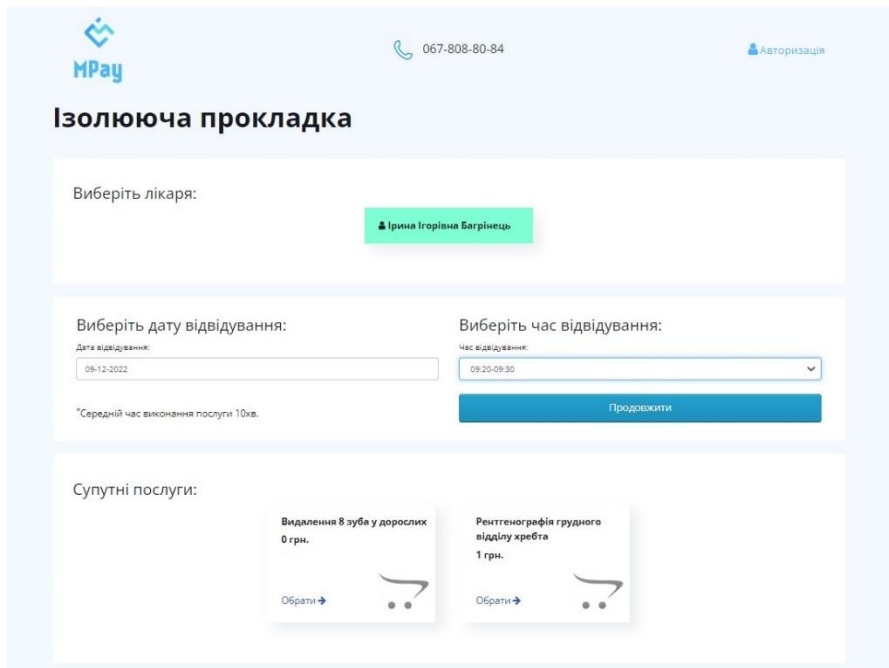 MPay
067-808-80-84
Авторизація
Ізолююча прокладка
Виберіть лікаря:
Ірина Ігорівна Багрінець
Виберіть дату відвідування:
Дата відвідування:
09-12-2022
*Середній час виконання послуги 10хв.
Виберіть час відвідування:
Час відвідування:
09:20-09:30
Продовжити
Супутні послуги:
Видалення 8 зуба у дорослих
0 грн.
Обрати
Рентгенографія грудного
відділу хребта
1 грн.
Обрати